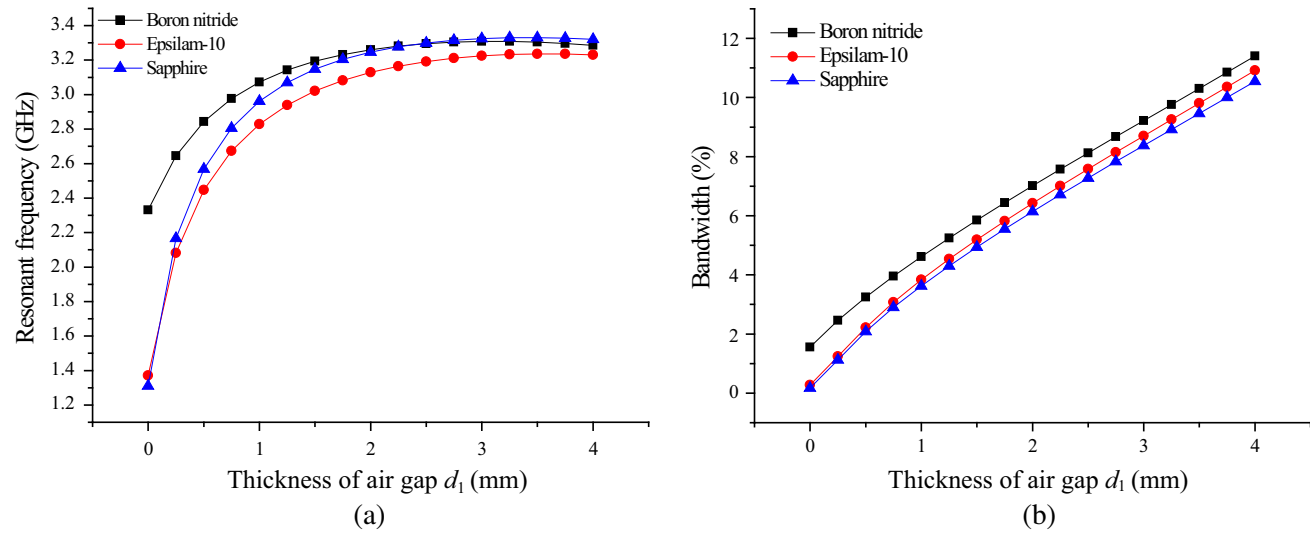 Boron nitride
Epsilam-10
Sapphire
3.4
3.2
3.0
2.8
2.6
2.4
2.2
2.0
1.8
1.6
1.4
1.2
Resonant frequency (GHz)
0 1 2 3 4
Thickness of air gap d₁ (mm)
(a)
Boron nitride
Epsilam-10
Sapphire
12
10
8
6
4
2
0
Bandwidth (%)
0 1 2 3 4
Thickness of air gap d₁ (mm)
(b)